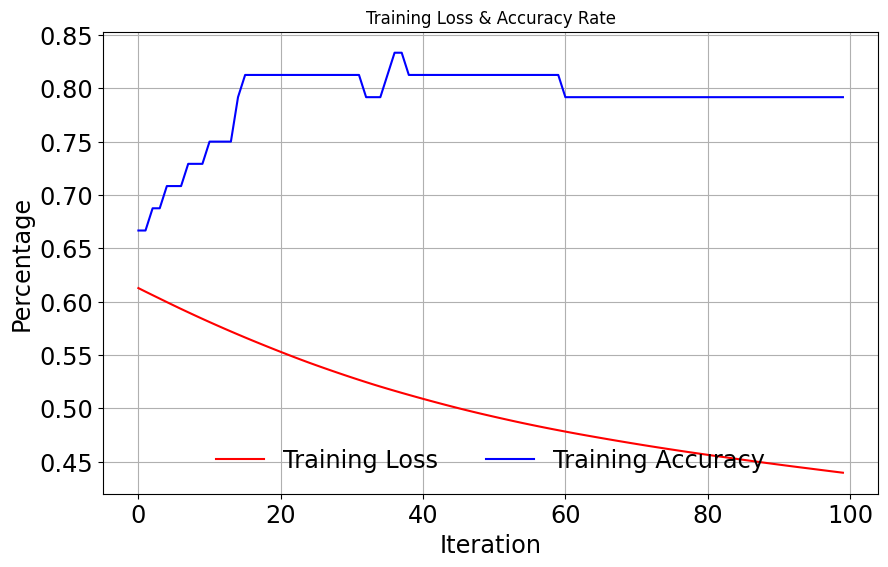 Training Loss & Accuracy Rate
0.85
0.80
0.75
0.70
0.65
0.60
0.55
0.50
0.45
Percentage
Training Loss Training Accuracy
0 20 40 60 80 100
Iteration